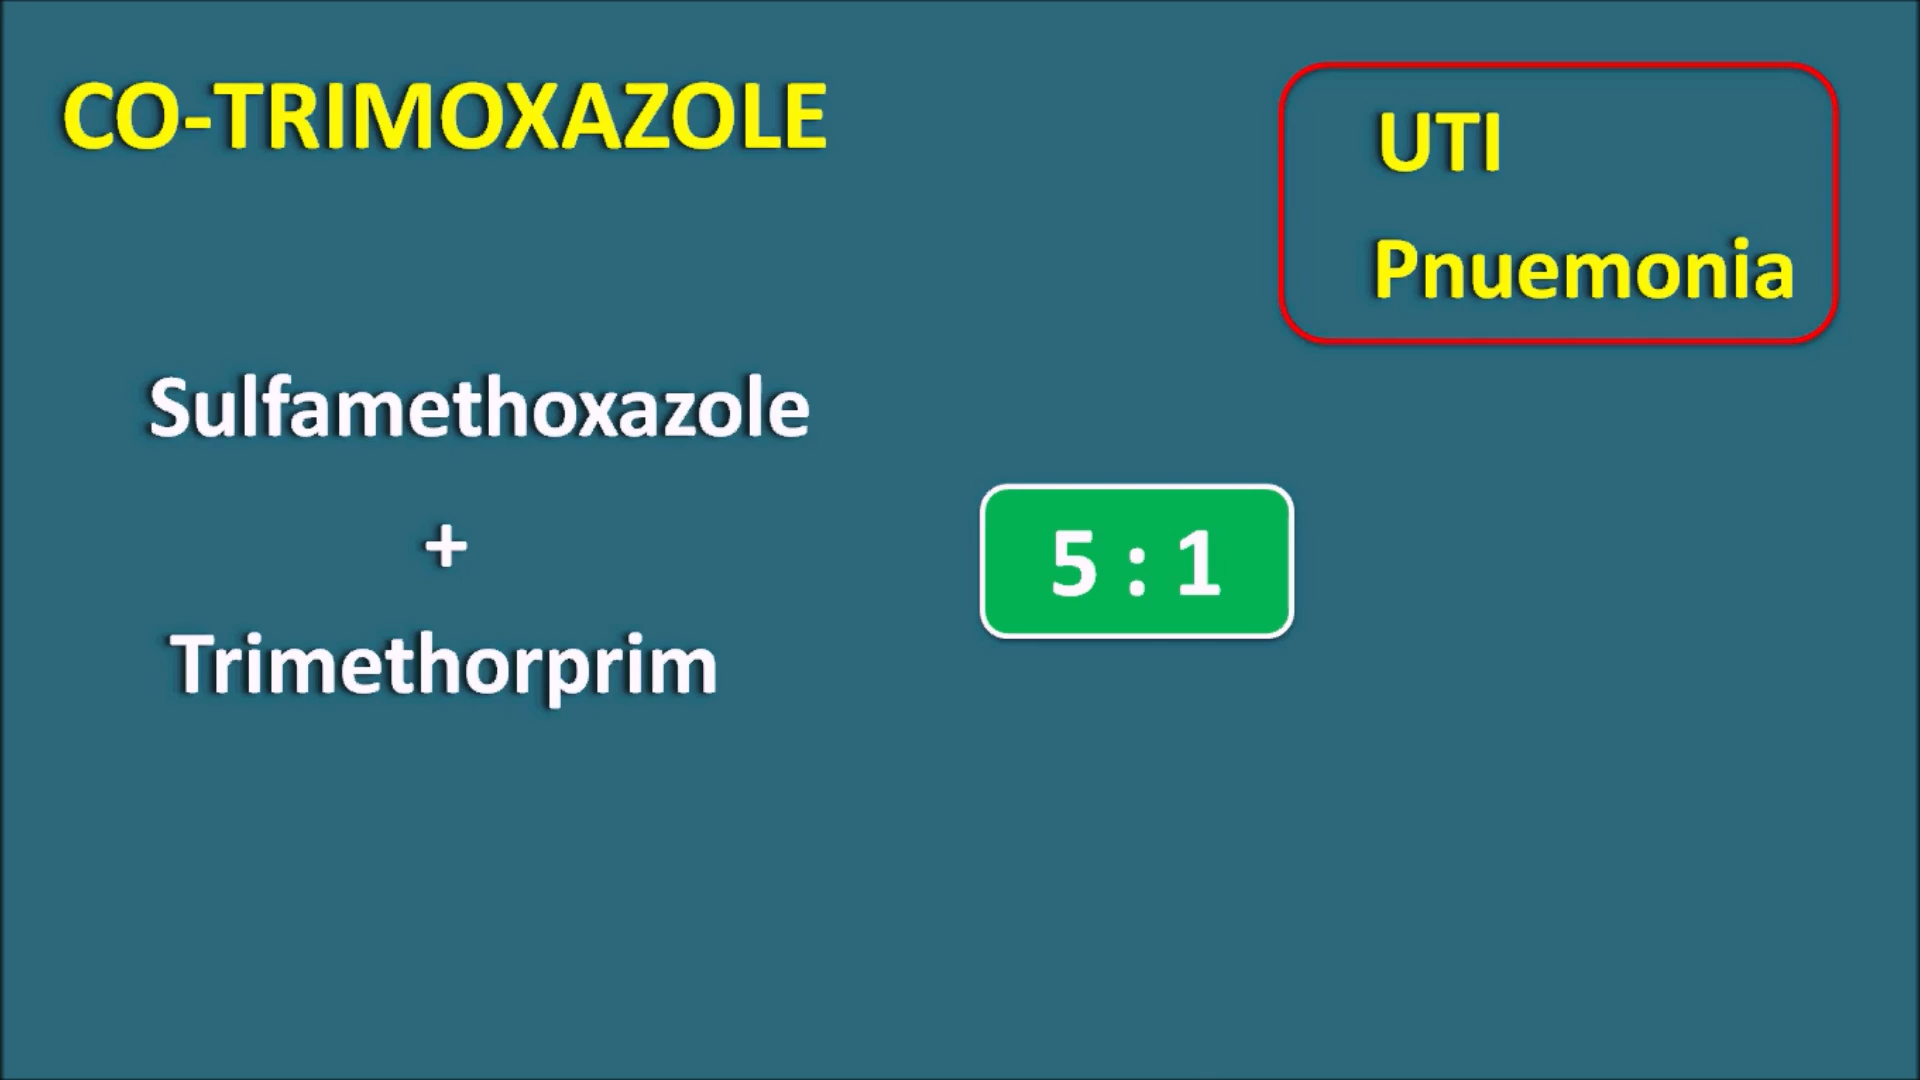 CO-TRIMOXAZOLE
UTI
Pnuemonia
Sulfamethoxazole
+
5 : 1
Trimethorprim